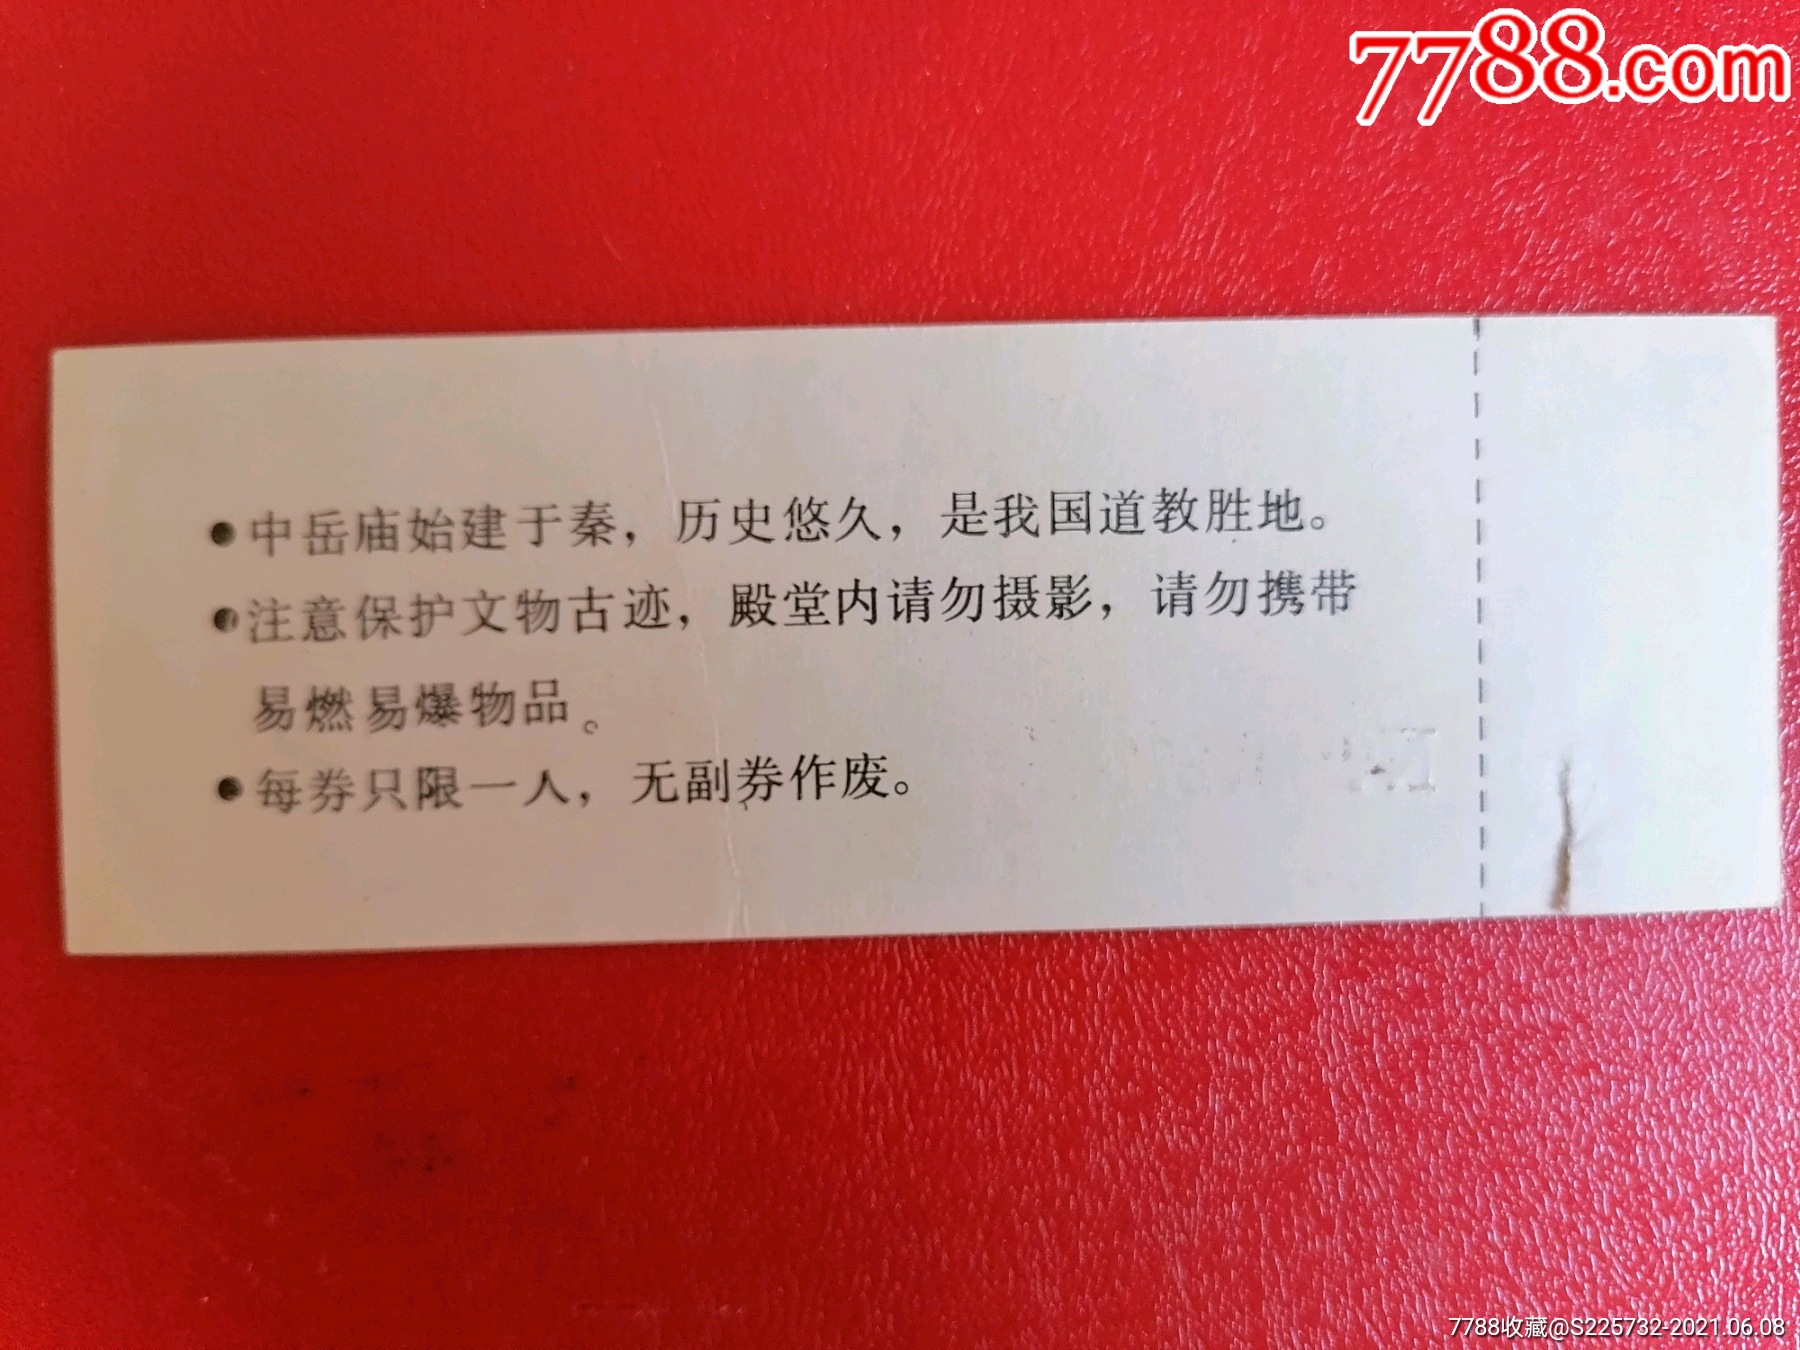 7788.com
●中岳庙始建于秦，历史悠久，是我国道教胜地。
●注意保护文物古迹，殿堂内请勿摄影，请勿携带
易燃易爆物品。
●每券只限一人，无副券作废。
7788收藏@S225732-2021.06.08